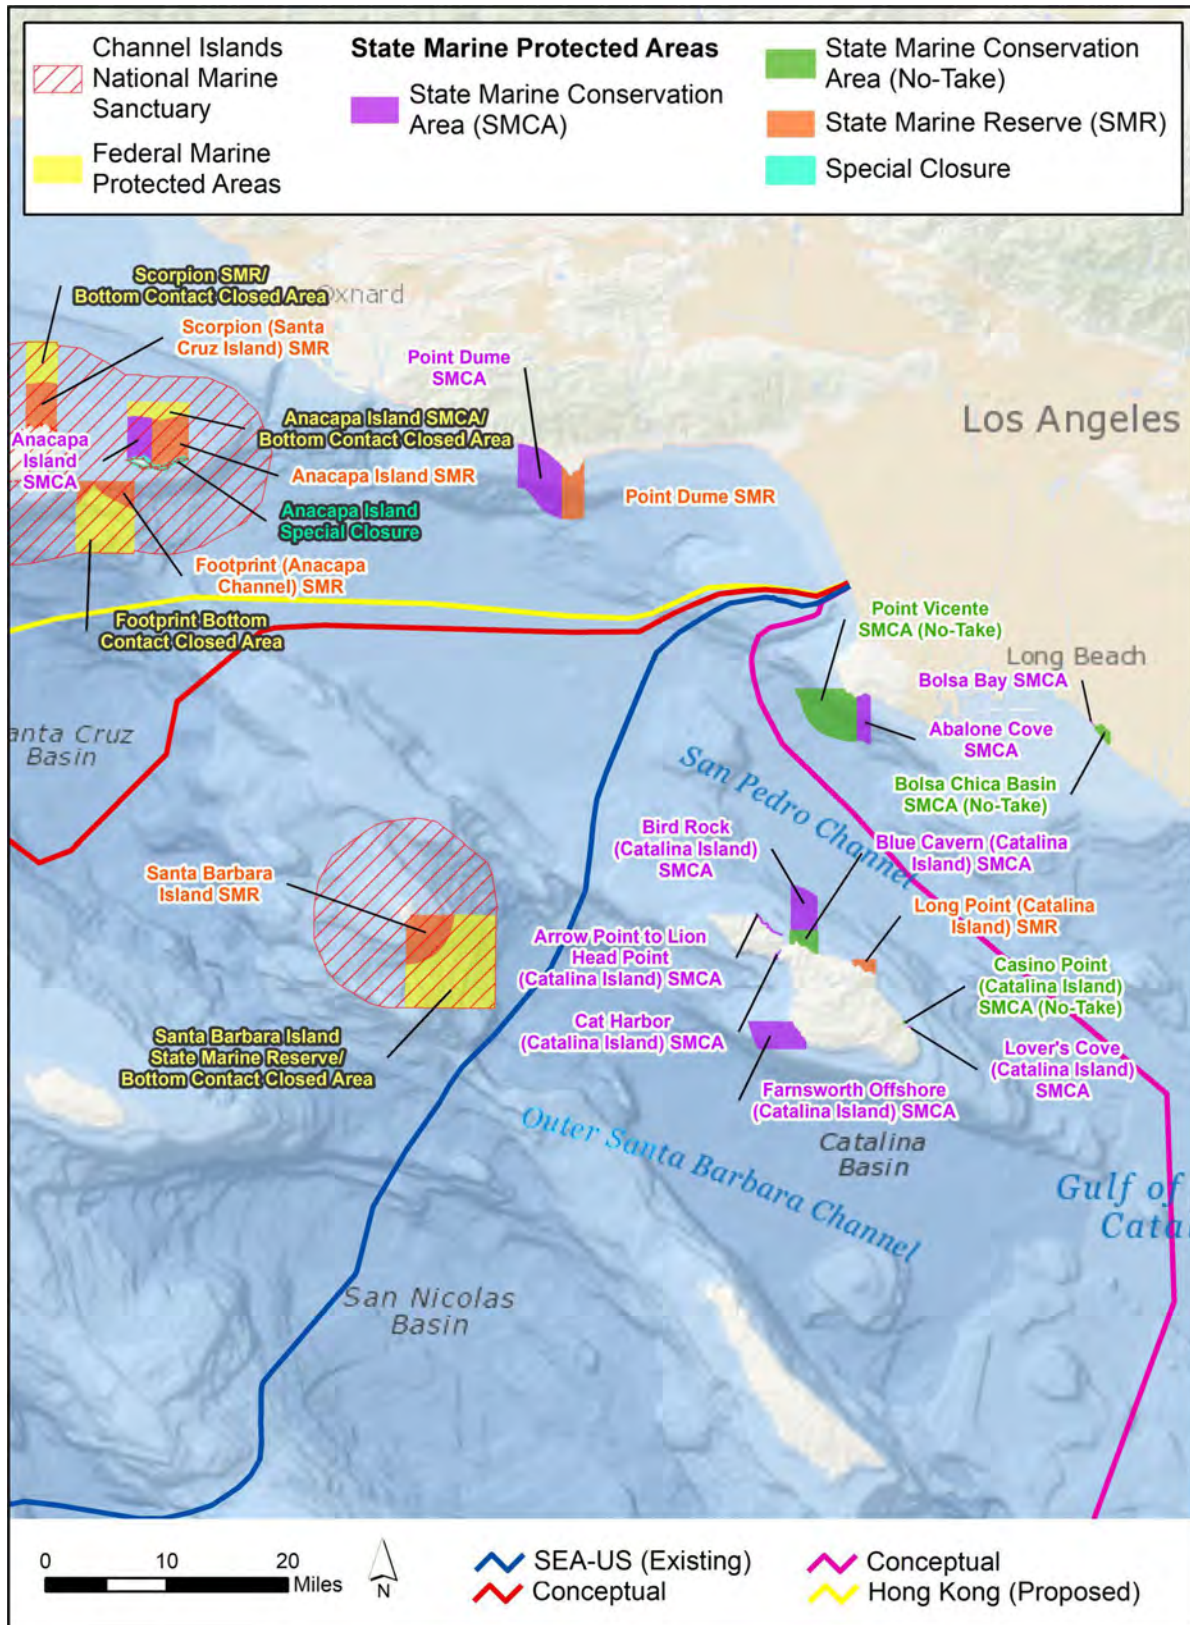 Channel Islands
National Marine
Sanctuary
Federal Marine
Protected Areas
State Marine Protected Areas
State Marine Conservation
Area (SMCA)
State Marine Conservation
Area (No-Take)
State Marine Reserve (SMR)
Special Closure
Scorpion SMR/
Bottom Contact Closed Area
Oxnard
Scorpion (Santa
Cruz Island) SMR
Point Dume
SMCA
Los Angeles
Anacapa Island SMCA/
Bottom Contact Closed Area
Anacapa
Island
SMCA
Anacapa Island SMR
Point Dume SMR
Anacapa Island
Special Closure
Footprint (Anacapa
Channel) SMR
Footprint Bottom
Contact Closed Area
Point Vicente
SMCA (No-Take)
Long Beach
Bolsa Bay SMCA
anta Cruz
Basin
Abalone Cove
SMCA
San Pedro Channel
Bolsa Chica Basin
SMCA (No-Take)
Bird Rock
(Catalina Island)
SMCA
Blue Cavern (Catalina
Island) SMCA
Santa Barbara
Island SMR
Long Point (Catalina
Island) SMR
Arrow Point to Lion
Head Point
(Catalina Island) SMCA
Casino Point
(Catalina Island)
SMCA (No-Take)
Cat Harbor
(Catalina Island) SMCA
Santa Barbara Island
State Marine Reserve/
Bottom Contact Closed Area
Lover's Cove
(Catalina Island)
SMCA
Farnsworth Offshore
(Catalina Island) SMCA
Outer Santa Barbara Channel
Catalina
Basin
Gulf of
Cata
San Nicolas
Basin
0 10 20
Miles
N
SEA-US (Existing)
Conceptual
Conceptual
Hong Kong (Proposed)